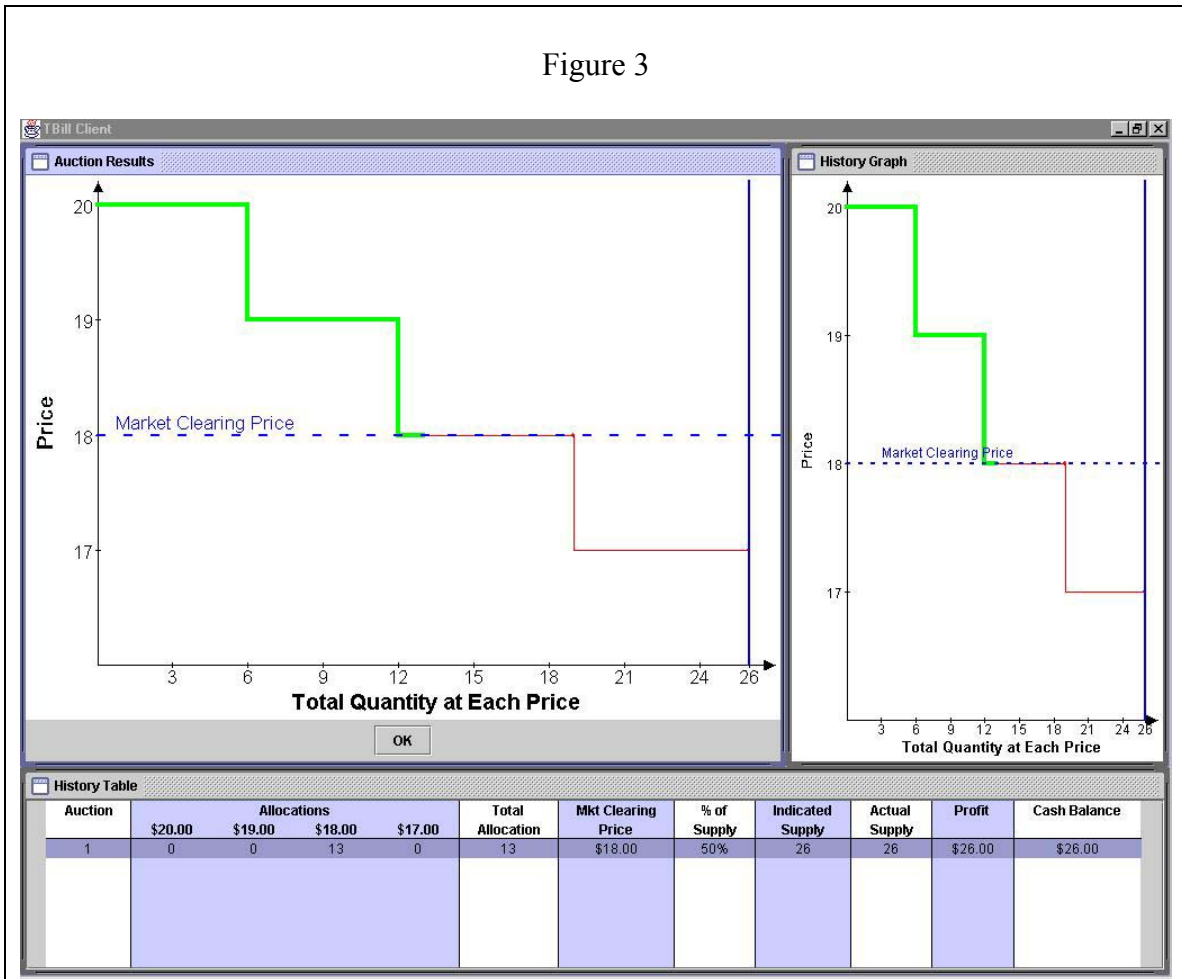 Figure 3
TBill Client
Auction Results
20
19
18
17
Price
Market Clearing Price
3 6 9 12 15 18 21 24 26
Total Quantity at Each Price
OK
History Graph
20
19
18
17
Price
Market Clearing Price
3 6 9 12 15 18 21 24 26
Total Quantity at Each Price
History Table
Auction Allocations Total Mkt Clearing % of Indicated Actual Profit Cash Balance
$20.00 $19.00 $18.00 $17.00 Allocation Price Supply Supply Supply
1 0 0 13 0 13 $18.00 50% 26 26 $26.00 $26.00